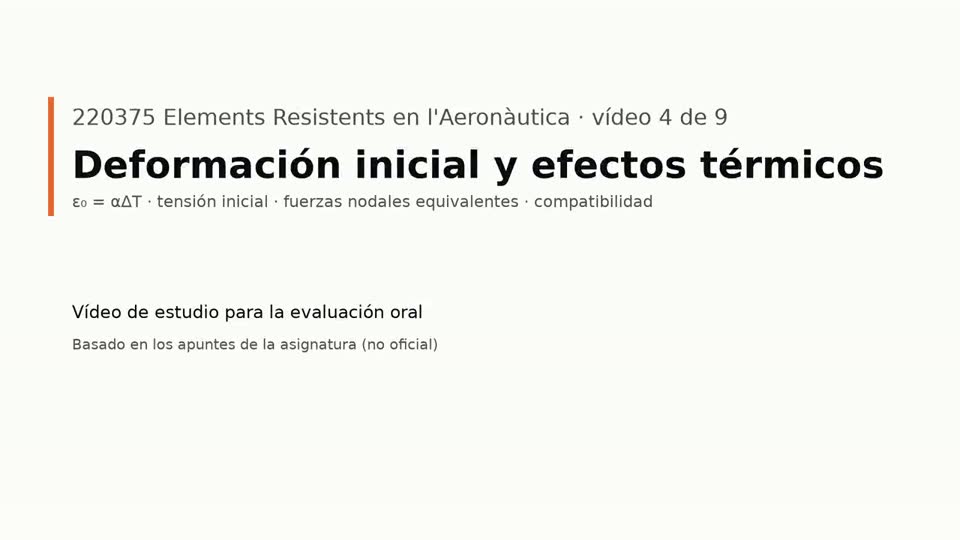 220375 Elements Resistents en l'Aeronàutica · vídeo 4 de 9
Deformación inicial y efectos térmicos
ε₀ = αΔT · tensión inicial · fuerzas nodales equivalentes · compatibilidad
Vídeo de estudio para la evaluación oral
Basado en los apuntes de la asignatura (no oficial)